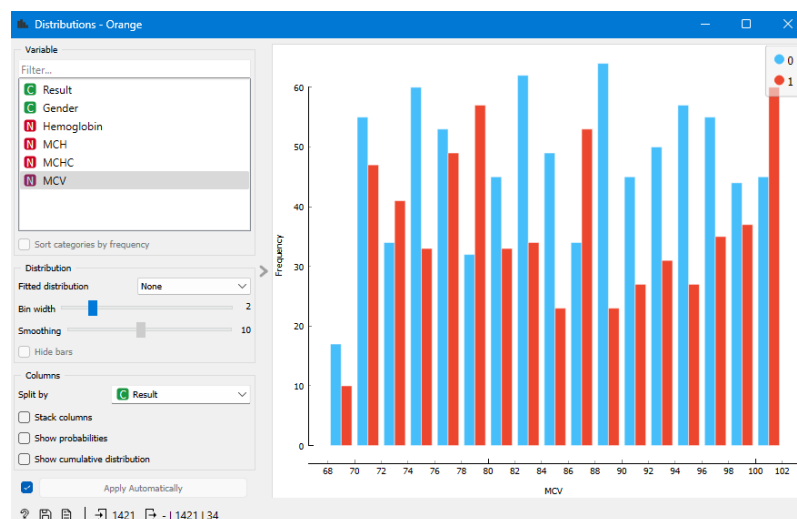 Distributions - Orange
Variable
Filter...
C Result
C Gender
N Hemoglobin
N MCH
N MCHC
N MCV
Sort categories by frequency
Distribution
Fitted distribution None
Bin width 2
Smoothing 10
Hide bars
Columns
Split by C Result
Stack columns
Show probabilities
Show cumulative distribution
Apply Automatically
? | 1421 - | 1421 | 34
0
1
60
50
40
30
20
10
0
Frequency
68 70 72 74 76 78 80 82 84 86 88 90 92 94 96 98 100 102
MCV